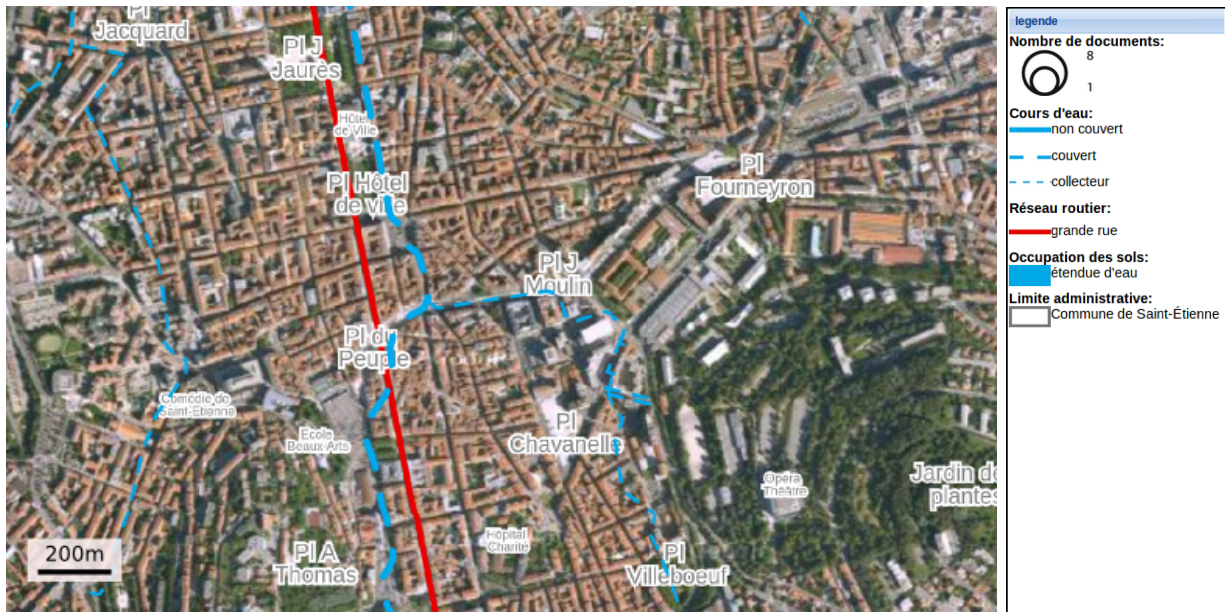 Pl
Jacquard
Pl J
Jaurès
Hôtel
de Ville
Pl Hôtel
de ville
Pl
Fourneyron
Pl J
Moulin
Pl du
Peuple
Comédie de
Saint-Etienne
Ecole
Beaux Arts
Pl
Chavanelle
Opéra
Théâtre
Jardin de
plantes
Hôpital
Charité
Pl A
Thomas
Pl
Villeboeuf
200m
legende
Nombre de documents:
8
1
Cours d'eau:
non couvert
couvert
collecteur
Réseau routier:
grande rue
Occupation des sols:
étendue d'eau
Limite administrative:
Commune de Saint-Étienne